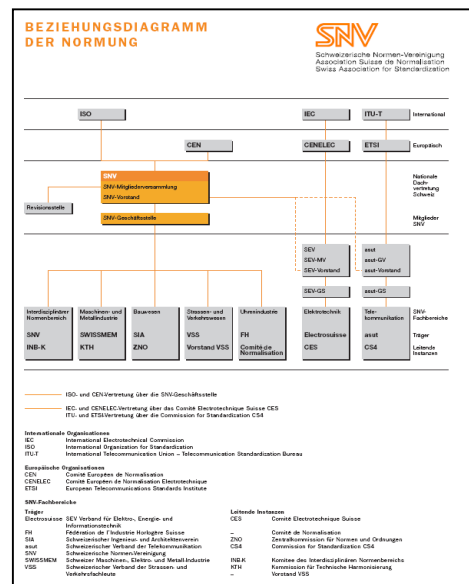 BEZIEHUNGSDIAGRAMM
DER NORMUNG
SNV
Schweizerische Normen-Vereinigung
Association Suisse de Normalisation
Swiss Association for Standardization
ISO IEC ITU-T International
CEN CENELEC ETSI Europäisch
SNV
SNV-Mitgliederversammlung
SNV-Vorstand
Nationale
Dach-
vertretung
Schweiz
Revisionsstelle
SNV-Geschäftsstelle
Mitglieder
SNV
SEV
SEV-MV
SEV-Vorstand
asut
asut-GV
asut-Vorstand
SEV-GS asut-GS
Interdisziplinärer
Normenbereich
SNV
INB-K
Maschinen- und
Metallindustrie
SWISSMEM
KTH
Bauwesen
SIA
ZNO
Strassen- und
Verkehrswesen
VSS
Vorstand VSS
Uhrenindustrie
FH
Comité de
Normalisation
Elektrotechnik
Electrosuisse
CES
Tele-
kommunikation
asut
CS4
SNV-
Fachbereiche
Träger
Leitende
Instanzen
ISO- und CEN-Vertretung über die SNV-Geschäftsstelle
IEC- und CENELEC-Vertretung über das Comité Electrotechnique Suisse CES
ITU- und ETSI-Vertretung über die Commission for Standardization CS4
Internationale Organisationen
IEC International Electrotechnical Commission
ISO International Organization for Standardization
ITU-T International Telecommunication Union – Telecommunication Standardization Bureau
Europäische Organisationen
CEN Comité Européen de Normalisation
CENELEC Comité Européen de Normalisation Electrotechnique
ETSI European Telecommunications Standards Institute
SNV-Fachbereiche
Träger
Electrosuisse SEV Verband für Elektro-, Energie- und
Informationstechnik
FH Fédération de l'Industrie Horlogère Suisse
SIA Schweizerischer Ingenieur- und Architektenverein
asut Schweizerischer Verband der Telekommunikation
SNV Schweizerische Normen-Vereinigung
SWISSMEM Schweizer Maschinen-, Elektro- und Metall-Industrie
VSS Schweizerischer Verband der Strassen- und
Verkehrsfachleute
Leitende Instanzen
CES Comité Electrotechnique Suisse
– Comité de Normalisation
ZNO Zentralkommission für Normen und Ordnungen
CS4 Commission for Standardization CS4
INB-K Komitee des Interdisziplinären Normenbereichs
KTH Kommission für Technische Harmonisierung
– Vorstand VSS